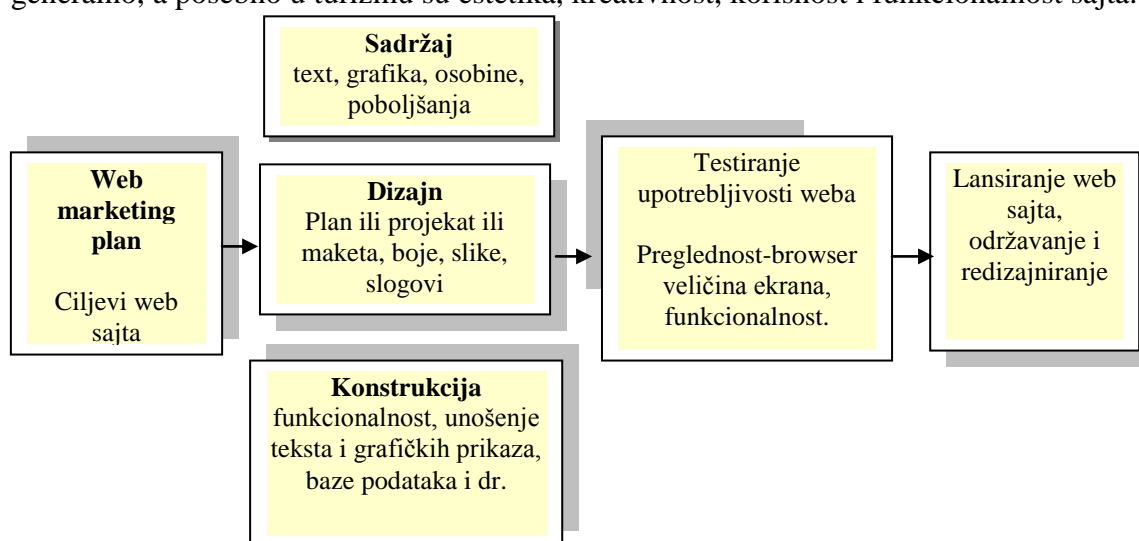 generalno, a posebno u turizmu su estetika, kreativnost, korisnost i funkcionalnost sajta.
Sadržaj
text, grafika, osobine,
poboljšanja
Web
marketing
plan
Ciljevi web
sajta
Dizajn
Plan ili projekat ili
maketa, boje, slike,
slogovi
Konstrukcija
funkcionalnost, unošenje
teksta i grafičkih prikaza,
baze podataka i dr.
Testiranje
upotrebljivosti weba
Preglednost-browser
veličina ekrana,
funkcionalnost.
Lansiranje web
sajta,
održavanje i
redizajniranje